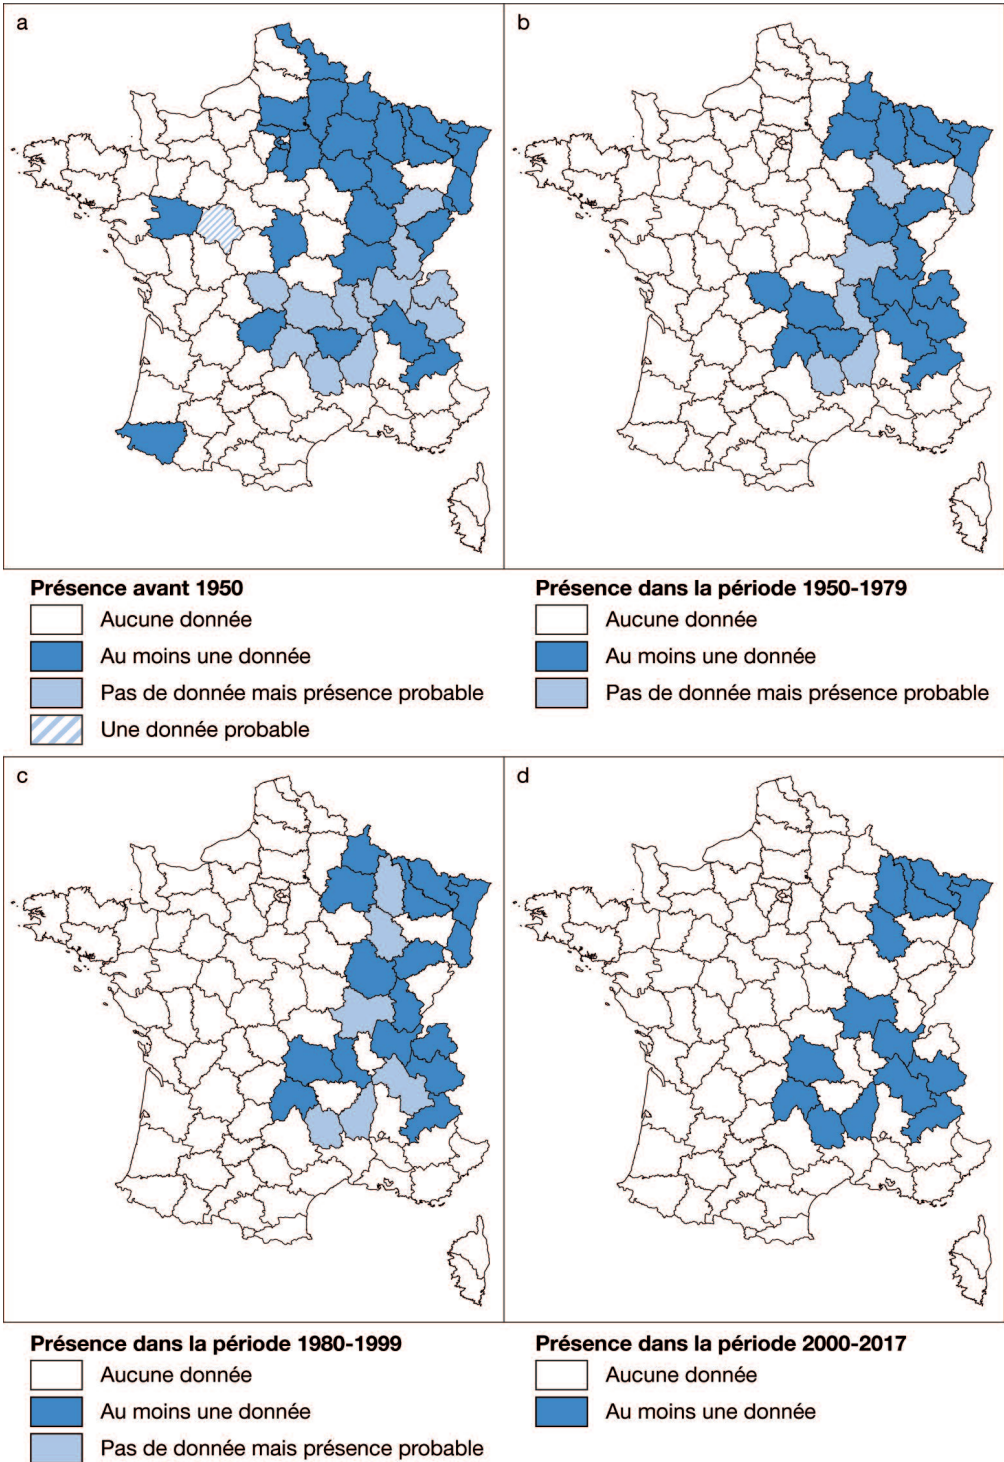 a
b
Présence avant 1950
Aucune donnée
Au moins une donnée
Pas de donnée mais présence probable
Une donnée probable
Présence dans la période 1950-1979
Aucune donnée
Au moins une donnée
Pas de donnée mais présence probable
c
d
Présence dans la période 1980-1999
Aucune donnée
Au moins une donnée
Pas de donnée mais présence probable
Présence dans la période 2000-2017
Aucune donnée
Au moins une donnée